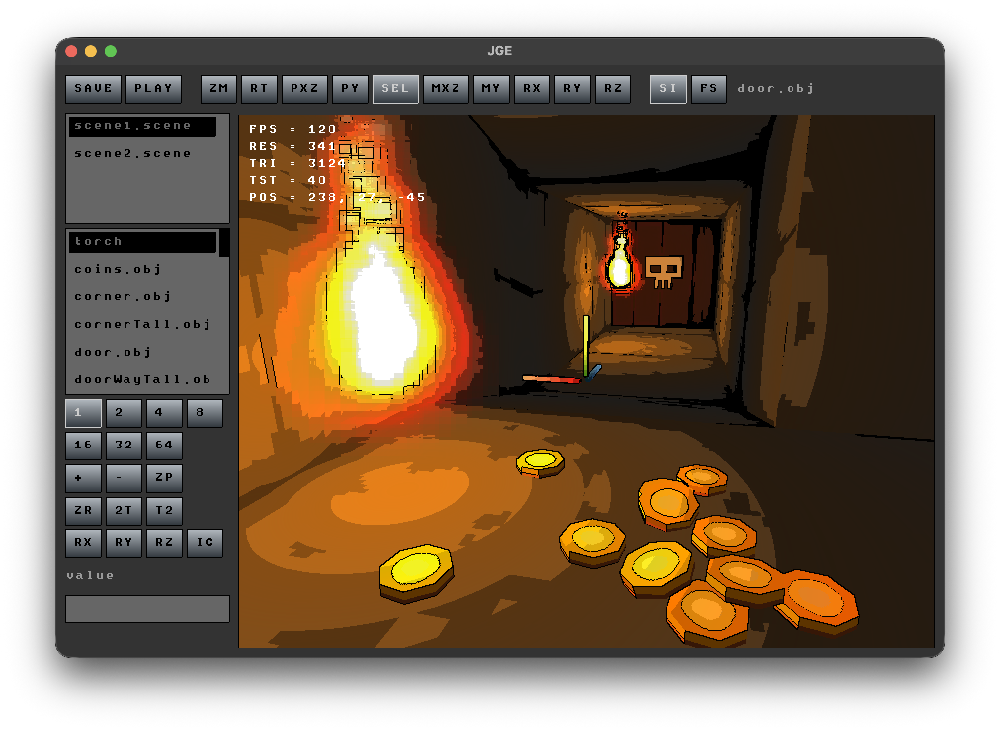 JGE
SAVE PLAY ZM RT PXZ PY SEL MXZ MY RX RY RZ SI FS door.obj
scene1.scene
scene2.scene
torch
coins.obj
corner.obj
cornerTall.obj
door.obj
doorWayTall.ob
1 2 4 8
16 32 64
+ - ZP
ZR 2T T2
RX RY RZ IC
value
FPS = 120
RES = 341
TRI = 3124
TST = 40
POS = 238, 27, -45